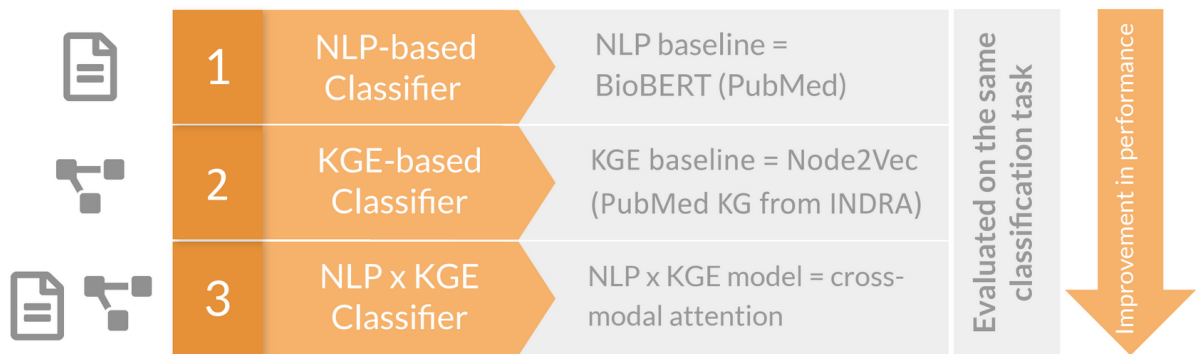 1
NLP-based
Classifier
NLP baseline =
BioBERT (PubMed)
2
KGE-based
Classifier
KGE baseline = Node2Vec
(PubMed KG from INDRA)
3
NLP x KGE
Classifier
NLP x KGE model = cross-
modal attention
Evaluated on the same
classification task
Improvement in performance